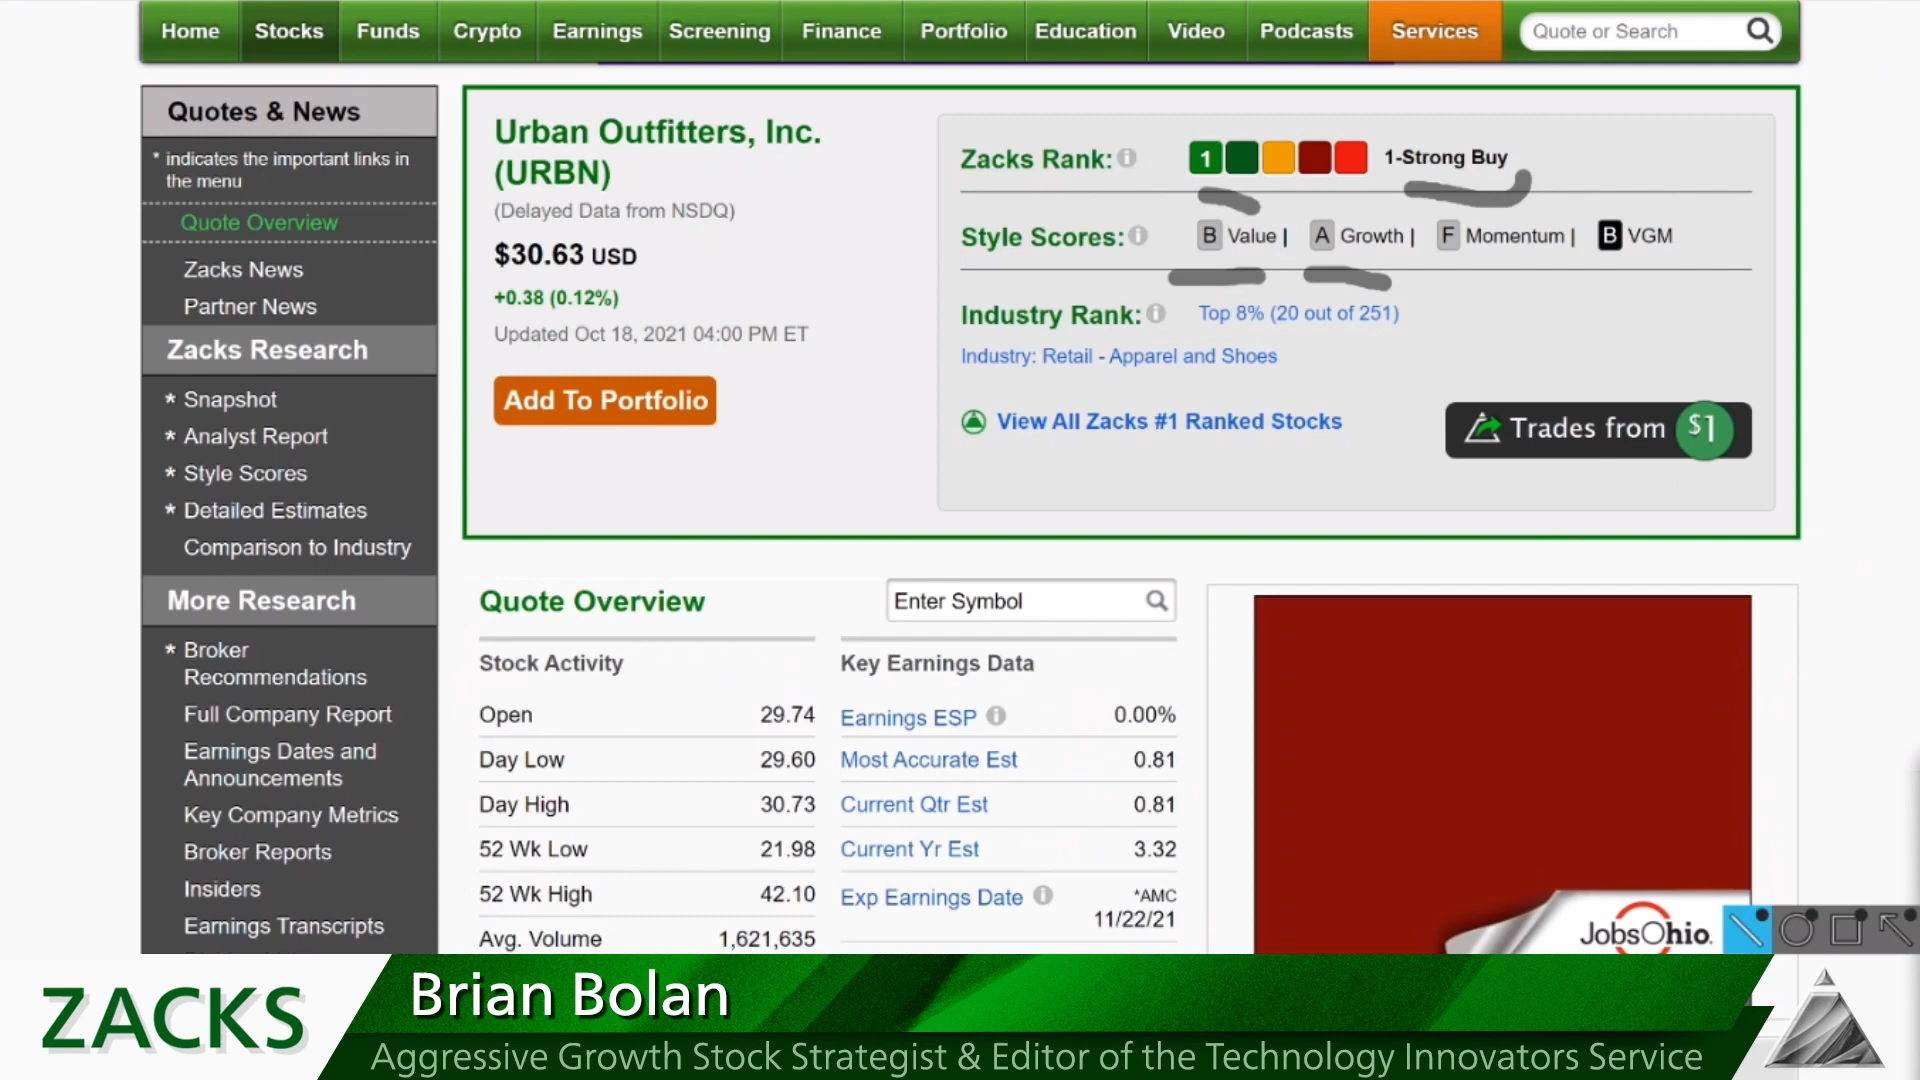 Home Stocks Funds Crypto Earnings Screening Finance Portfolio Education Video Podcasts Services Quote or Search
Quotes & News
* indicates the important links in
the menu
Quote Overview
Zacks News
Partner News
Zacks Research
* Snapshot
* Analyst Report
* Style Scores
* Detailed Estimates
Comparison to Industry
More Research
* Broker
Recommendations
Full Company Report
Earnings Dates and
Announcements
Key Company Metrics
Broker Reports
Insiders
Earnings Transcripts
Urban Outfitters, Inc.
(URBN)
(Delayed Data from NSDQ)
$30.63 USD
+0.38 (0.12%)
Updated Oct 18, 2021 04:00 PM ET
Add To Portfolio
Zacks Rank: 1 1-Strong Buy
Style Scores: B Value | A Growth | F Momentum | B VGM
Industry Rank: Top 8% (20 out of 251)
Industry: Retail - Apparel and Shoes
View All Zacks #1 Ranked Stocks
Trades from $1
Quote Overview
Enter Symbol
Stock Activity
Open 29.74
Day Low 29.60
Day High 30.73
52 Wk Low 21.98
52 Wk High 42.10
Avg. Volume 1,621,635
Key Earnings Data
Earnings ESP 0.00%
Most Accurate Est 0.81
Current Qtr Est 0.81
Current Yr Est 3.32
Exp Earnings Date *AMC
11/22/21
JobsOhio.
ZACKS
Brian Bolan
Aggressive Growth Stock Strategist & Editor of the Technology Innovators Service